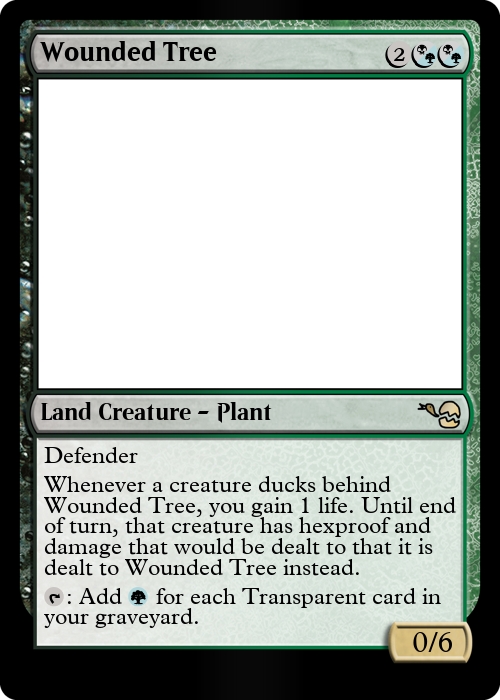 Wounded Tree 2
Land Creature – Plant
Defender
Whenever a creature ducks behind
Wounded Tree, you gain 1 life. Until end
of turn, that creature has hexproof and
damage that would be dealt to that it is
dealt to Wounded Tree instead.
: Add for each Transparent card in
your graveyard.
0/6